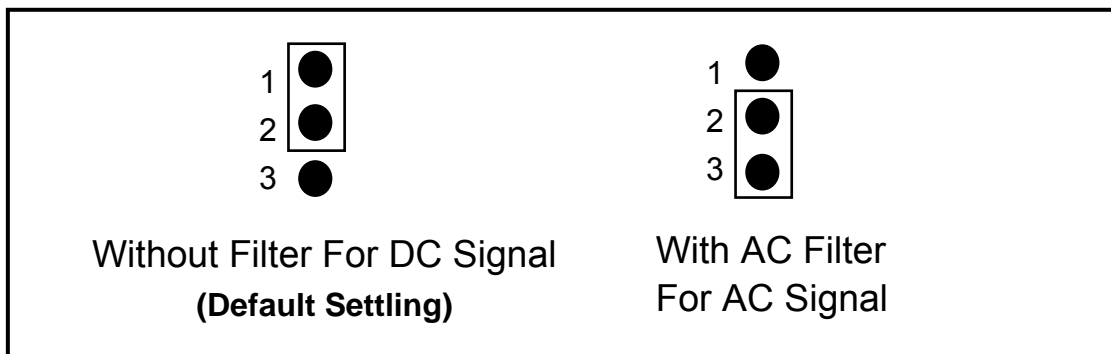 1
2
3
Without Filter For DC Signal
(Default Settling)
1
2
3
With AC Filter
For AC Signal